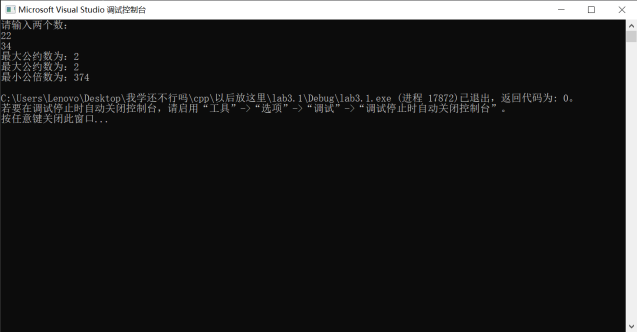 Microsoft Visual Studio 调试控制台
请输入两个数:
22
34
最大公约数为: 2
最大公约数为: 2
最小公倍数为: 374
C:\Users\Lenovo\Desktop\我学还不行吗\cpp\以后放这里\lab3.1\Debug\lab3.1.exe (进程 17872)已退出，返回代码为: 0。
若要在调试停止时自动关闭控制台，请启用“工具”->“选项”->“调试”->“调试停止时自动关闭控制台”。
按任意键关闭此窗口...